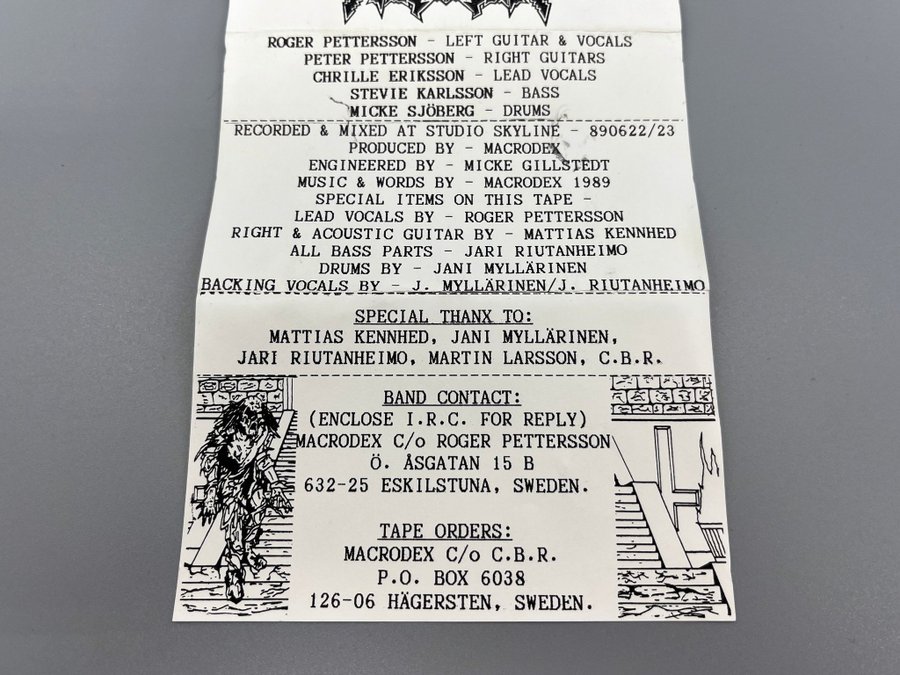 ROGER PETTERSSON - LEFT GUITAR & VOCALS
PETER PETTERSSON - RIGHT GUITARS
CHRILLE ERIKSSON - LEAD VOCALS
STEVIE KARLSSON - BASS
MICKE SJÖBERG - DRUMS
RECORDED & MIXED AT STUDIO SKYLINE - 890622/23
PRODUCED BY - MACRODEX
ENGINEERED BY - MICKE GILLSTEDT
MUSIC & WORDS BY - MACRODEX 1989
SPECIAL ITEMS ON THIS TAPE -
LEAD VOCALS BY - ROGER PETTERSSON
RIGHT & ACOUSTIC GUITAR BY - MATTIAS KENNHED
ALL BASS PARTS - JARI RIUTANHEIMO
DRUMS BY - JANI MYLLÄRINEN
BACKING VOCALS BY - J. MYLLÄRINEN/J. RIUTANHEIMO
SPECIAL THANX TO:
MATTIAS KENNHED, JANI MYLLÄRINEN,
JARI RIUTANHEIMO, MARTIN LARSSON, C.B.R.
BAND CONTACT:
(ENCLOSE I.R.C. FOR REPLY)
MACRODEX C/o ROGER PETTERSSON
Ö. ÅSGATAN 15 B
632-25 ESKILSTUNA, SWEDEN.
TAPE ORDERS:
MACRODEX C/o C.B.R.
P.O. BOX 6038
126-06 HÄGERSTEN, SWEDEN.